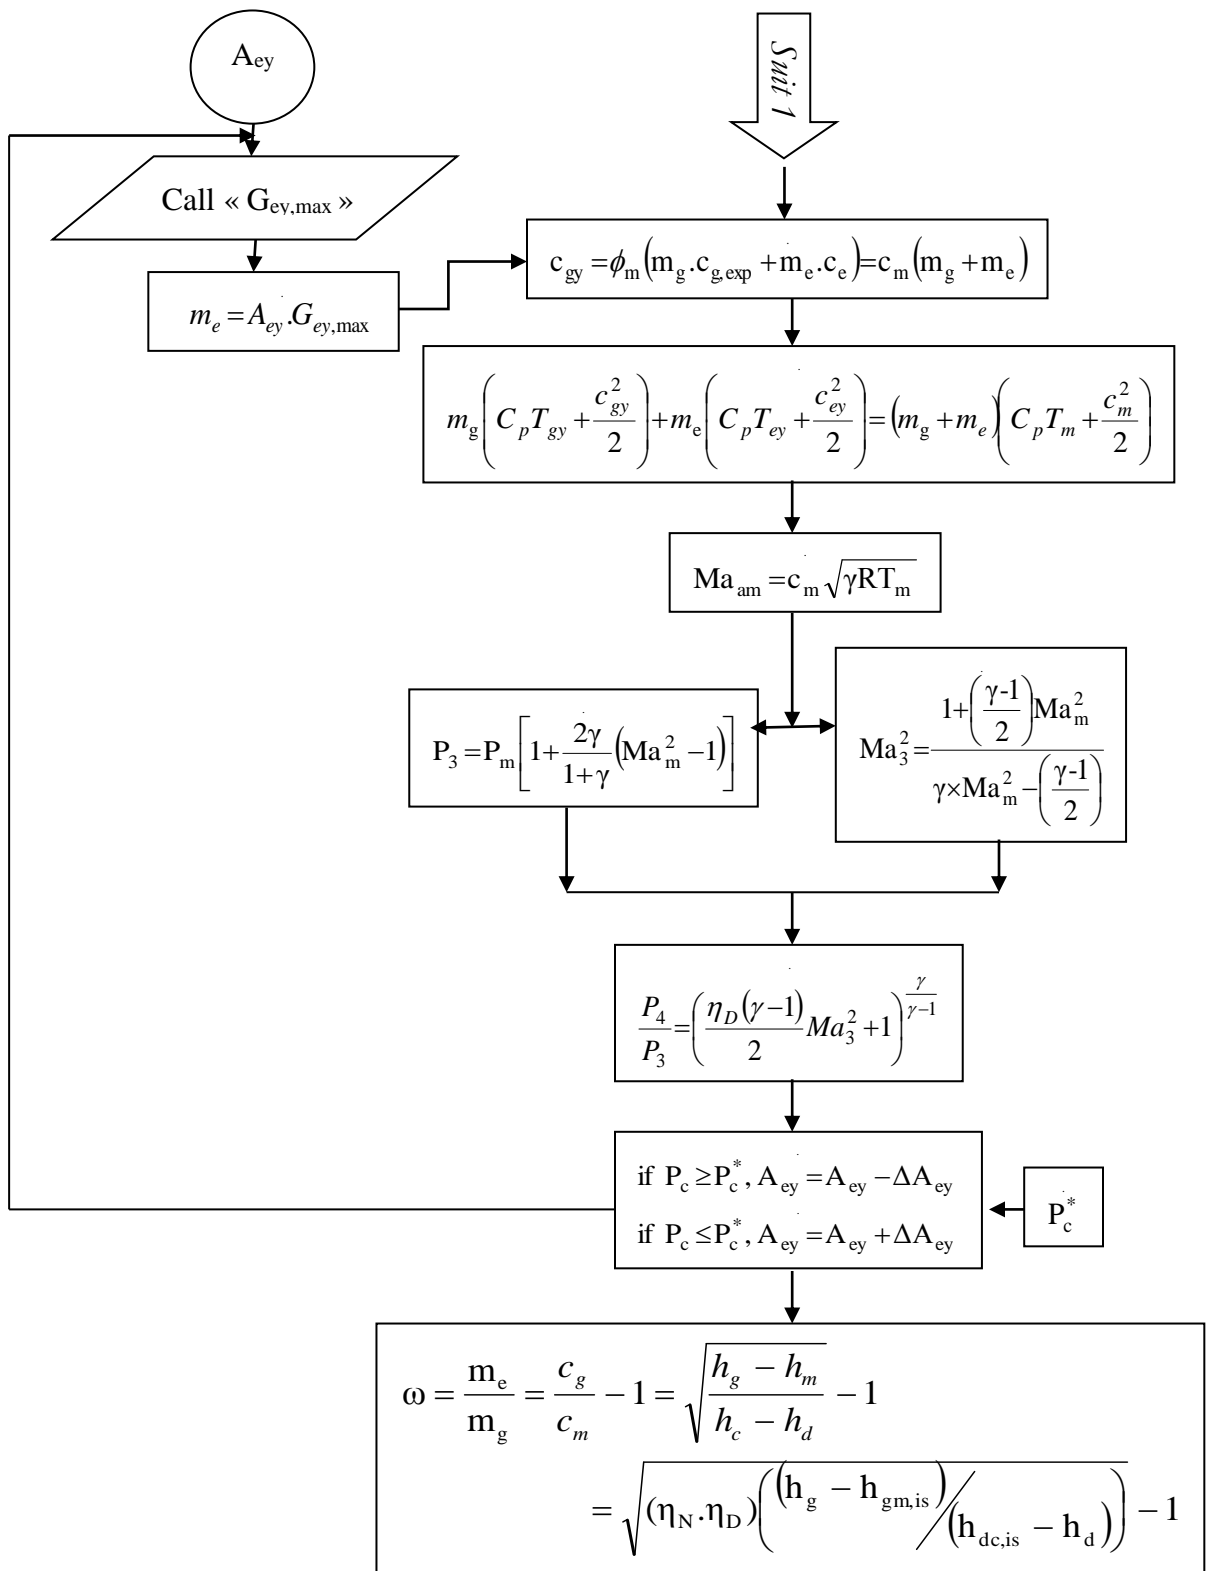 A_ey
Suit 1
Call « G_ey,max »
m_e = A_ey . G_ey,max
c_gy = ϕ_m (m_g . c_g,exp + m_e . c_e) = c_m (m_g + m_e)
m_g (C_p T_gy + c_gy^2/2) + m_e (C_p T_ey + c_ey^2/2) = (m_g + m_e)(C_p T_m + c_m^2/2)
Ma_am = c_m √(γRT_m)
P_3 = P_m [1 + 2γ/(1+γ) (Ma_m^2 − 1)]
Ma_3^2 = (1 + ((γ-1)/2) Ma_m^2) / (γ×Ma_m^2 − ((γ-1)/2))
P_4/P_3 = (η_D (γ−1)/2 Ma_3^2 + 1)^(γ/(γ−1))
if P_c ≥ P_c^*, A_ey = A_ey − ΔA_ey
if P_c ≤ P_c^*, A_ey = A_ey + ΔA_ey
P_c^*
ω = m_e/m_g = c_g/c_m − 1 = √((h_g − h_m)/(h_c − h_d)) − 1
= √((η_N . η_D)((h_g − h_gm,is)/(h_dc,is − h_d))) − 1